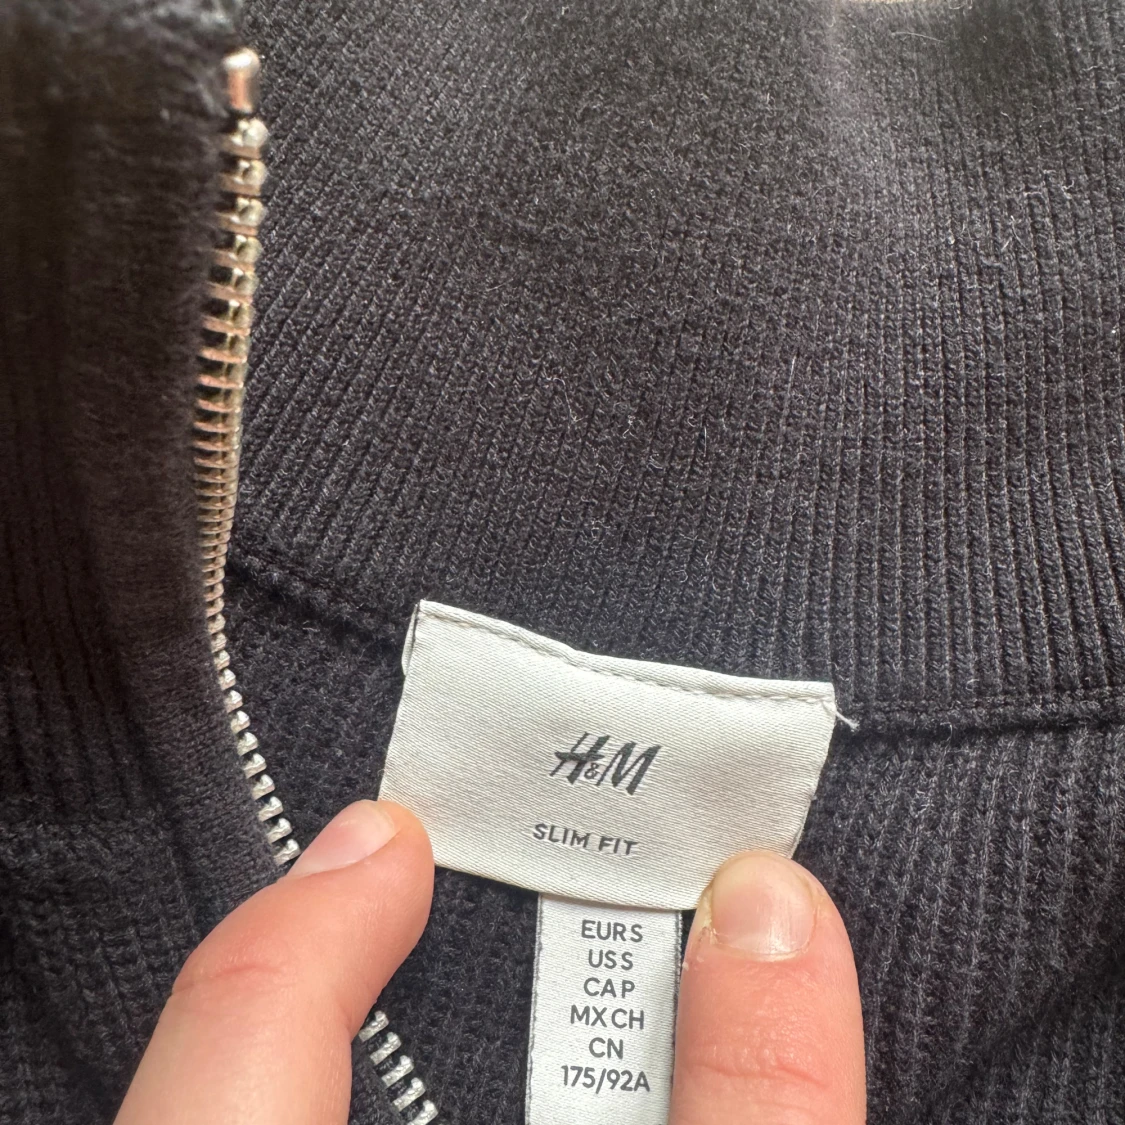 H&M
SLIM FIT
EUR S
US S
CA P
MX CH
CN
175/92A